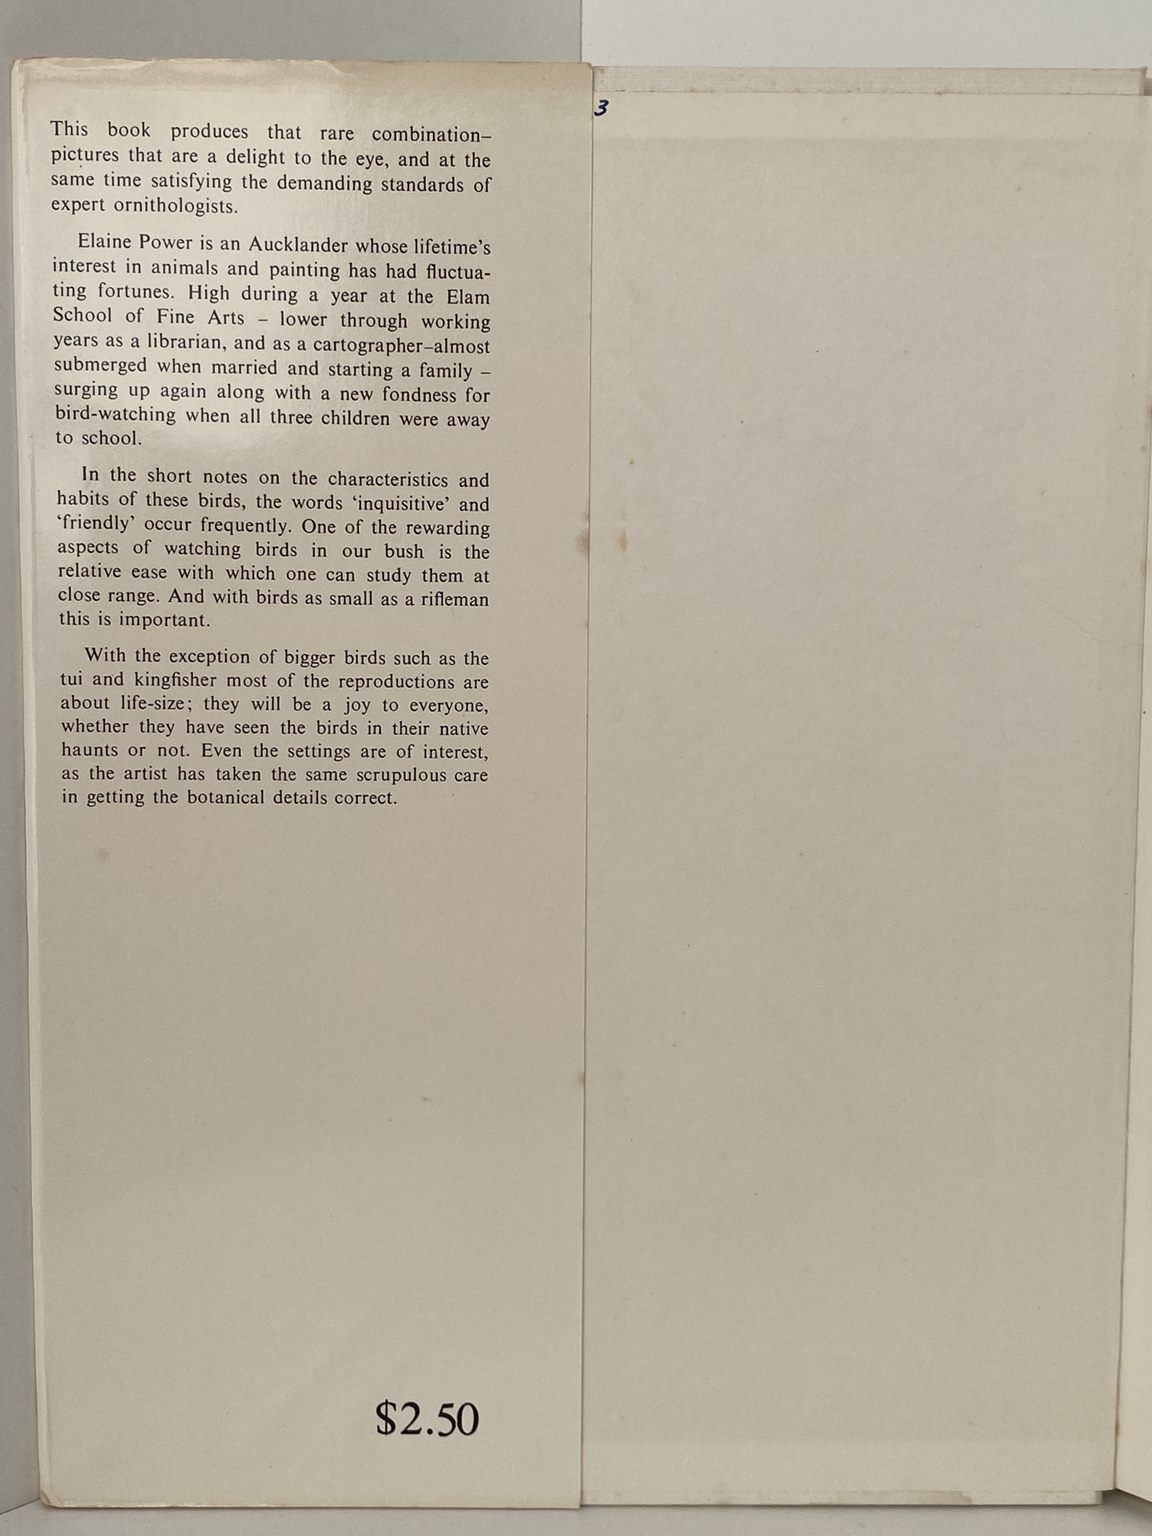 This book produces that rare combination–
pictures that are a delight to the eye, and at the
same time satisfying the demanding standards of
expert ornithologists.
Elaine Power is an Aucklander whose lifetime's
interest in animals and painting has had fluctua-
ting fortunes. High during a year at the Elam
School of Fine Arts – lower through working
years as a librarian, and as a cartographer–almost
submerged when married and starting a family –
surging up again along with a new fondness for
bird-watching when all three children were away
to school.
In the short notes on the characteristics and
habits of these birds, the words ‘inquisitive’ and
‘friendly’ occur frequently. One of the rewarding
aspects of watching birds in our bush is the
relative ease with which one can study them at
close range. And with birds as small as a rifleman
this is important.
With the exception of bigger birds such as the
tui and kingfisher most of the reproductions are
about life-size; they will be a joy to everyone,
whether they have seen the birds in their native
haunts or not. Even the settings are of interest,
as the artist has taken the same scrupulous care
in getting the botanical details correct.
$2.50
3